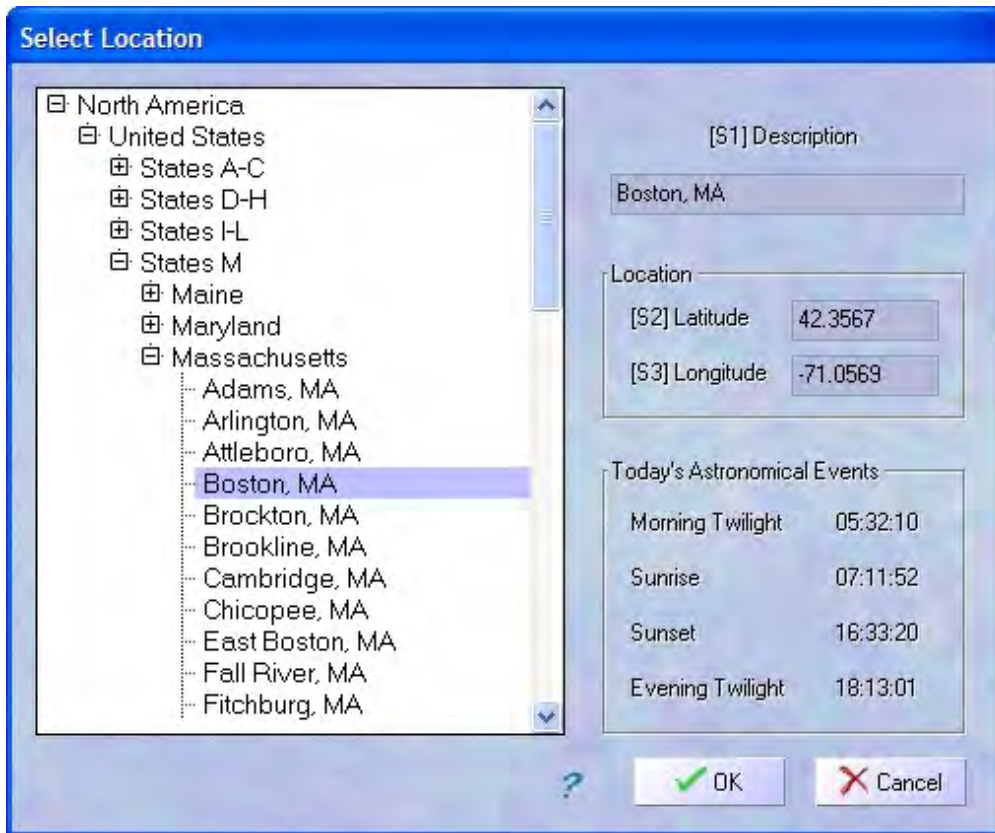 Select Location
North America
United States
States A-C
States D-H
States I-L
States M
Maine
Maryland
Massachusetts
Adams, MA
Arlington, MA
Attleboro, MA
Boston, MA
Brockton, MA
Brookline, MA
Cambridge, MA
Chicopee, MA
East Boston, MA
Fall River, MA
Fitchburg, MA
[S1] Description
Boston, MA
Location
[S2] Latitude 42.3567
[S3] Longitude -71.0569
Today's Astronomical Events
Morning Twilight 05:32:10
Sunrise 07:11:52
Sunset 16:33:20
Evening Twilight 18:13:01
? OK Cancel